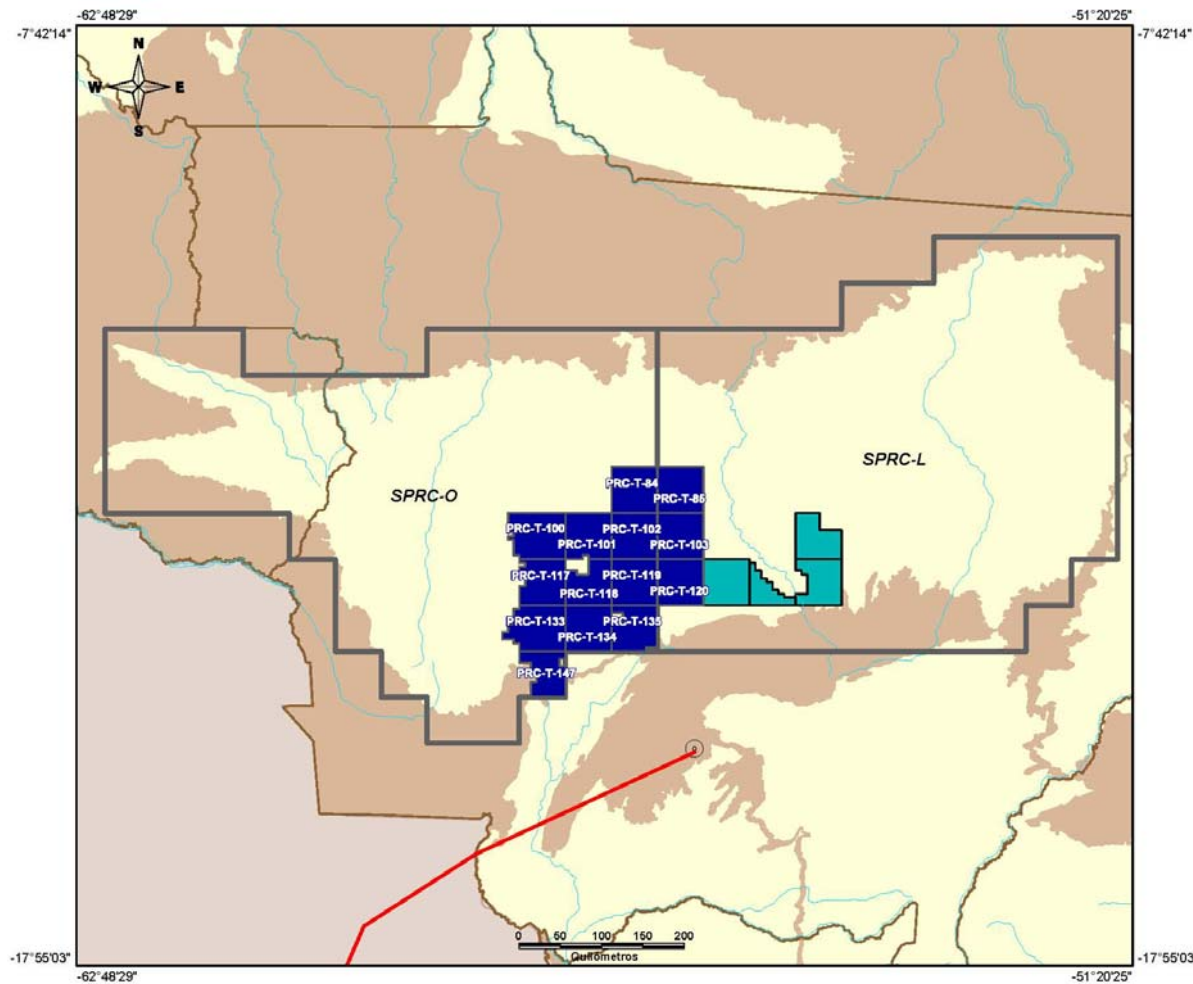 -62°48'29"
-51°20'25"
-7°42'14"
-7°42'14"
N
W
E
S
SPRC-L
SPRC-O
PRC-T-84
PRC-T-85
PRC-T-100
PRC-T-102
PRC-T-101
PRC-T-103
PRC-T-117
PRC-T-119
PRC-T-118
PRC-T-120
PRC-T-133
PRC-T-135
PRC-T-134
PRC-T-147
0 50 100 150 200
Quilômetros
-17°55'03
-17°55'03
-62°48'29"
-51°20'25"